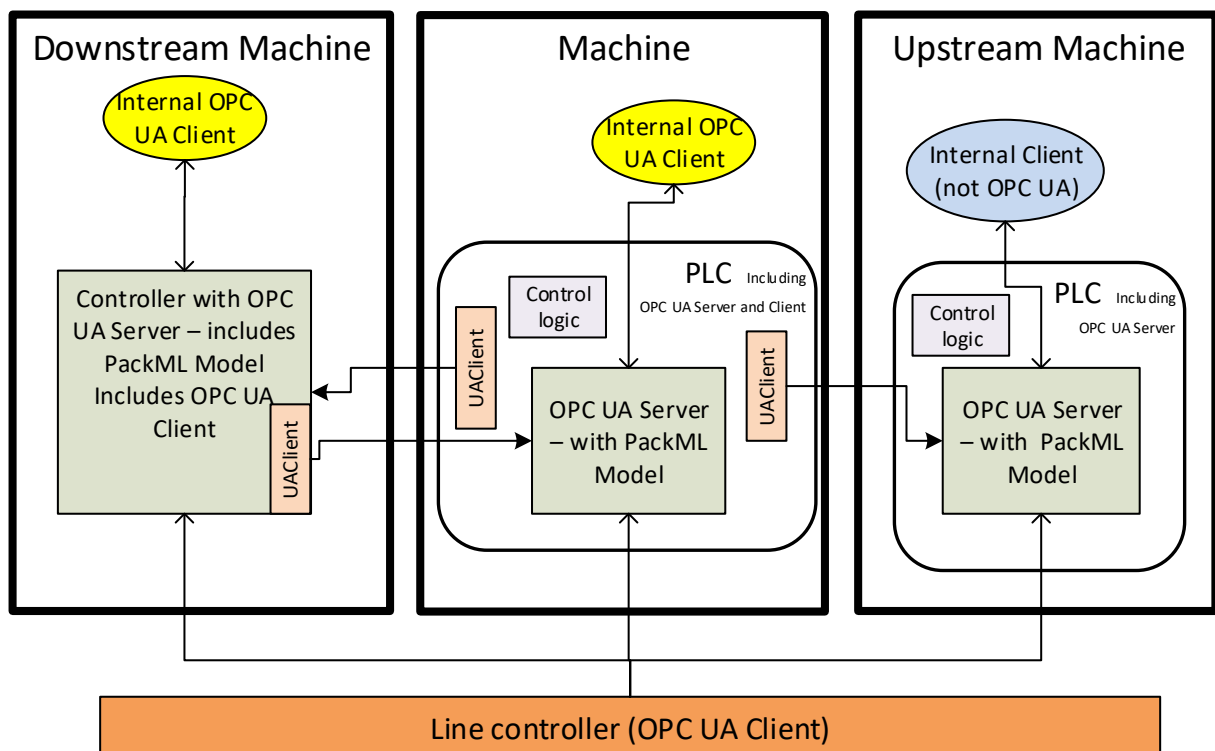 Downstream Machine
Internal OPC
UA Client
Controller with OPC
UA Server – includes
PackML Model
Includes OPC UA
Client
UAClient
Machine
Internal OPC
UA Client
PLC Including
OPC UA Server and Client
Control
logic
UAClient
UAClient
OPC UA Server
– with PackML
Model
Upstream Machine
Internal Client
(not OPC UA)
PLC Including
OPC UA Server
Control
logic
OPC UA Server
– with PackML
Model
Line controller (OPC UA Client)